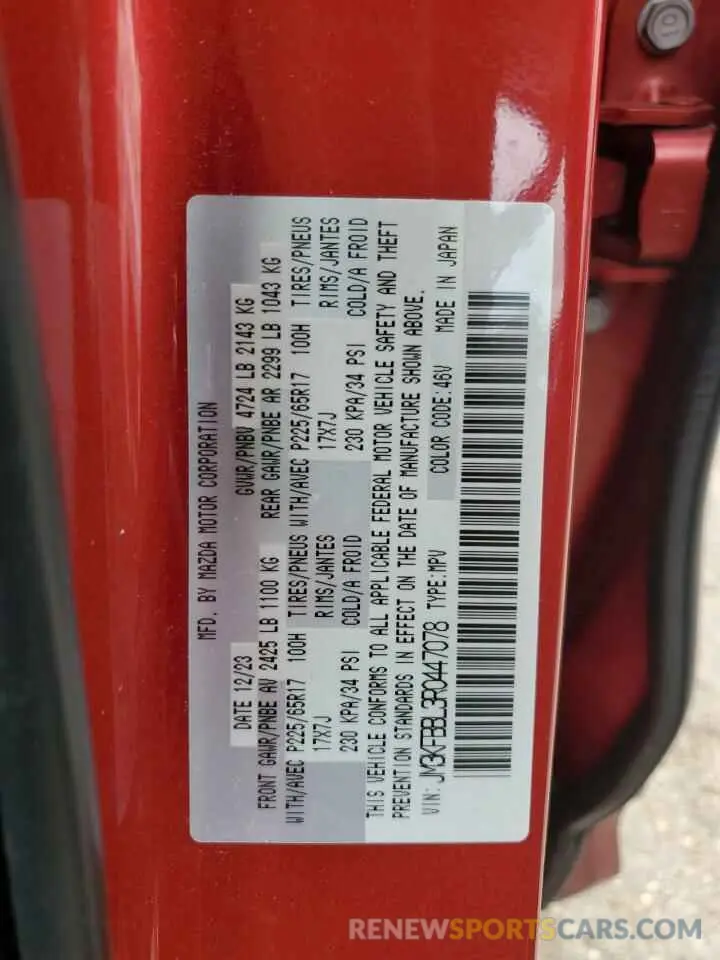 MFD. BY MAZDA MOTOR CORPORATION
DATE 12/23 GVWR/PNBV 4724 LB 2143 KG
FRONT GAWR/PNBE AV 2425 LB 1100 KG REAR GAWR/PNBE AR 2299 LB 1043 KG
WITH/AVEC P225/65R17 100H TIRES/PNEUS WITH/AVEC P225/65R17 100H TIRES/PNEUS
17X7J RIMS/JANTES 17X7J RIMS/JANTES
230 KPA/34 PSI COLD/A FROID 230 KPA/34 PSI COLD/A FROID
THIS VEHICLE CONFORMS TO ALL APPLICABLE FEDERAL MOTOR VEHICLE SAFETY AND THEFT
PREVENTION STANDARDS IN EFFECT ON THE DATE OF MANUFACTURE SHOWN ABOVE.
VIN: JM3KFBBL3R0447078 TYPE:MPV COLOR CODE:46V MADE IN JAPAN
RENEWSPORTSCARS.COM